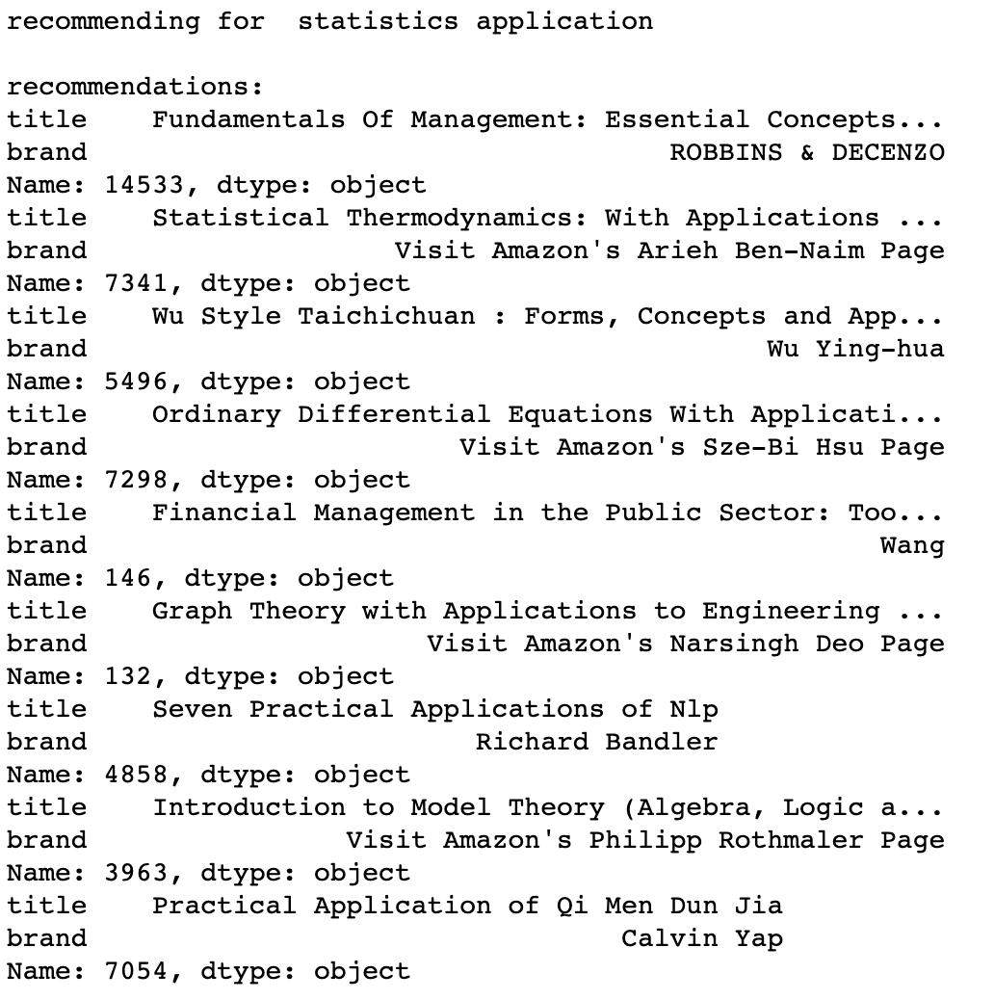 recommending for  statistics application

recommendations:
title    Fundamentals Of Management: Essential Concepts...
brand                                    ROBBINS & DECENZO
Name: 14533, dtype: object
title    Statistical Thermodynamics: With Applications ...
brand                   Visit Amazon's Arieh Ben-Naim Page
Name: 7341, dtype: object
title    Wu Style Taichichuan : Forms, Concepts and App...
brand                                          Wu Ying-hua
Name: 5496, dtype: object
title    Ordinary Differential Equations With Applicati...
brand                       Visit Amazon's Sze-Bi Hsu Page
Name: 7298, dtype: object
title    Financial Management in the Public Sector: Too...
brand                                                 Wang
Name: 146, dtype: object
title    Graph Theory with Applications to Engineering ...
brand                     Visit Amazon's Narsingh Deo Page
Name: 132, dtype: object
title    Seven Practical Applications of Nlp
brand                        Richard Bandler
Name: 4858, dtype: object
title    Introduction to Model Theory (Algebra, Logic a...
brand                Visit Amazon's Philipp Rothmaler Page
Name: 3963, dtype: object
title    Practical Application of Qi Men Dun Jia
brand                                 Calvin Yap
Name: 7054, dtype: object